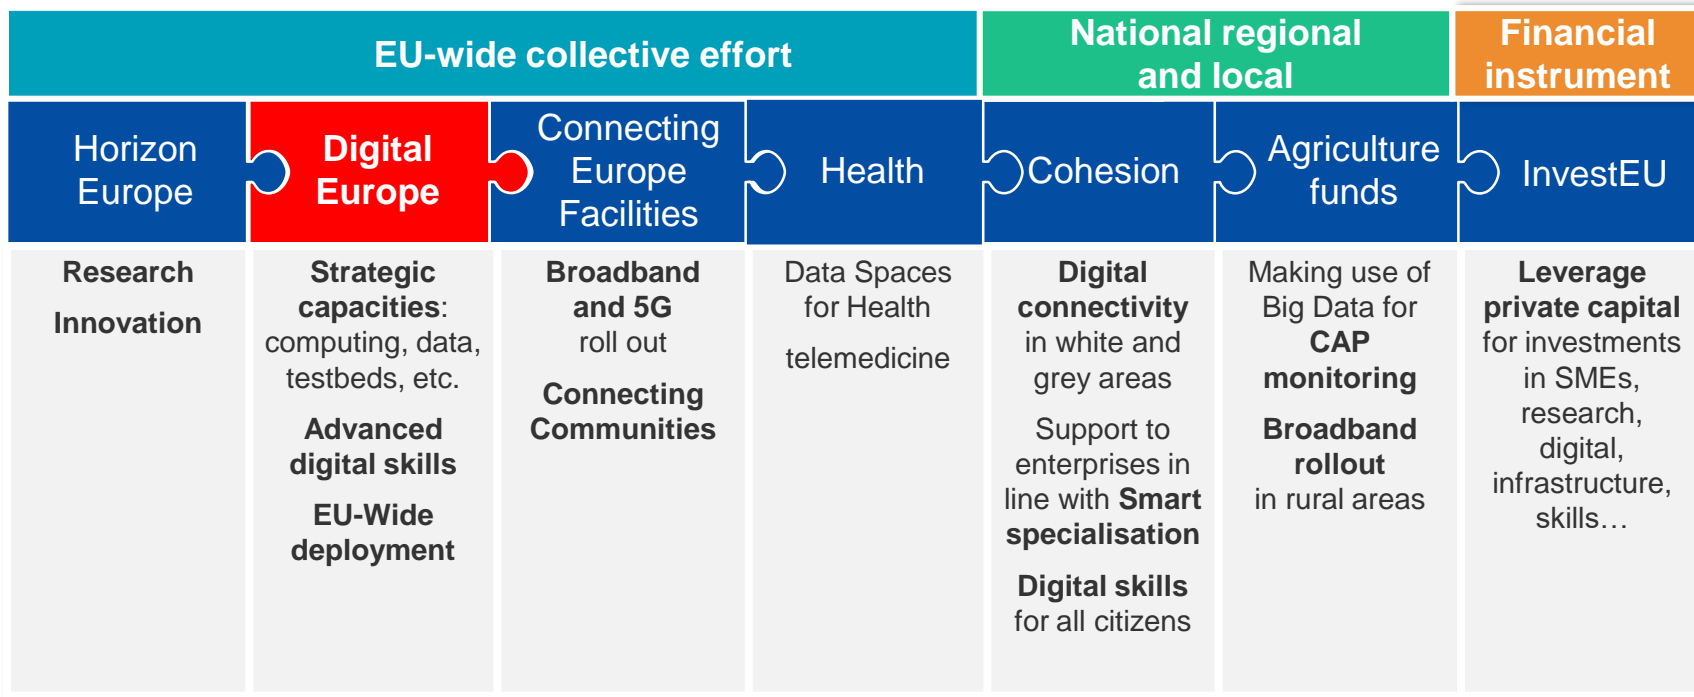 EU-wide collective effort
National regional
and local
Financial
instrument
Horizon
Europe
Digital
Europe
Connecting
Europe
Facilities
Health
Cohesion
Agriculture
funds
InvestEU
Research
Innovation
Strategic
capacities:
computing, data,
testbeds, etc.
Advanced
digital skills
EU-Wide
deployment
Broadband
and 5G
roll out
Connecting
Communities
Data Spaces
for Health
telemedicine
Digital
connectivity
in white and
grey areas
Support to
enterprises in
line with Smart
specialisation
Digital skills
for all citizens
Making use of
Big Data for
CAP
monitoring
Broadband
rollout
in rural areas
Leverage
private capital
for investments
in SMEs,
research,
digital,
infrastructure,
skills…